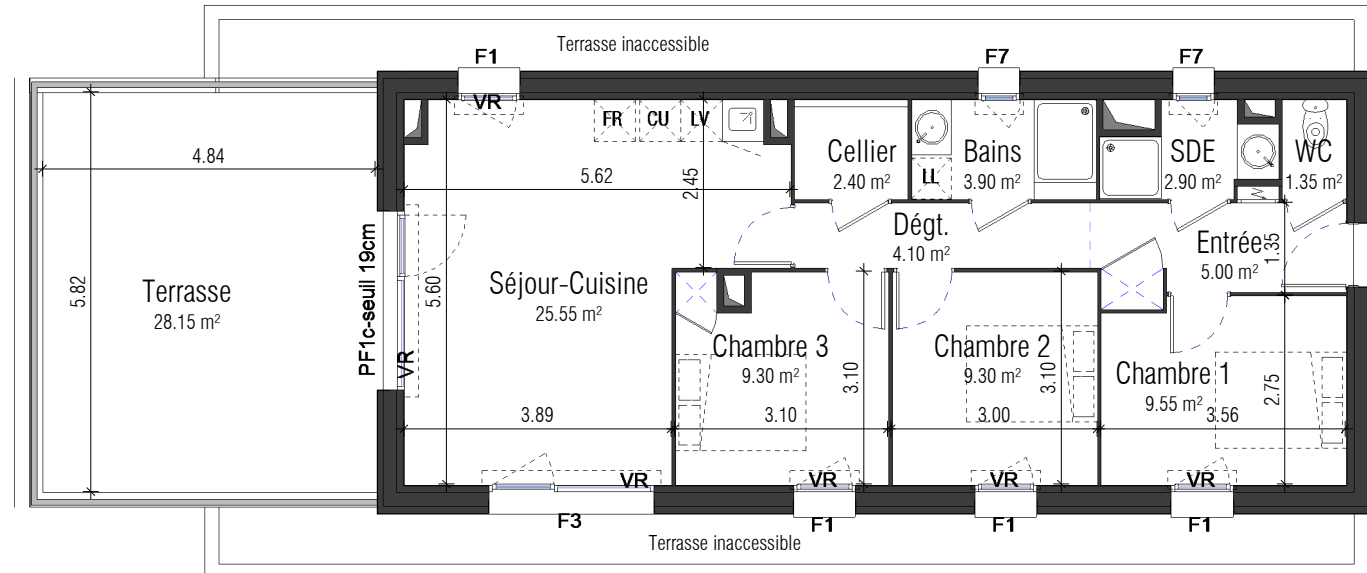 Terrasse inaccessible
F1
F7
F7
VR
FR
CU
LV
4.84
5.62
2.45
Cellier
2.40 m²
LL
Bains
3.90 m²
SDE
2.90 m²
WC
1.35 m²
Dégt.
4.10 m²
Entrée
5.00 m²
1.35
5.82
Terrasse
28.15 m²
PF1c-seuil 19cm
VR
5.60
Séjour-Cuisine
25.55 m²
Chambre 3
9.30 m²
3.10
3.10
Chambre 2
9.30 m²
3.10
3.00
Chambre 1
9.55 m²
2.75
3.56
3.89
VR
VR
VR
VR
F3
F1
F1
F1
Terrasse inaccessible